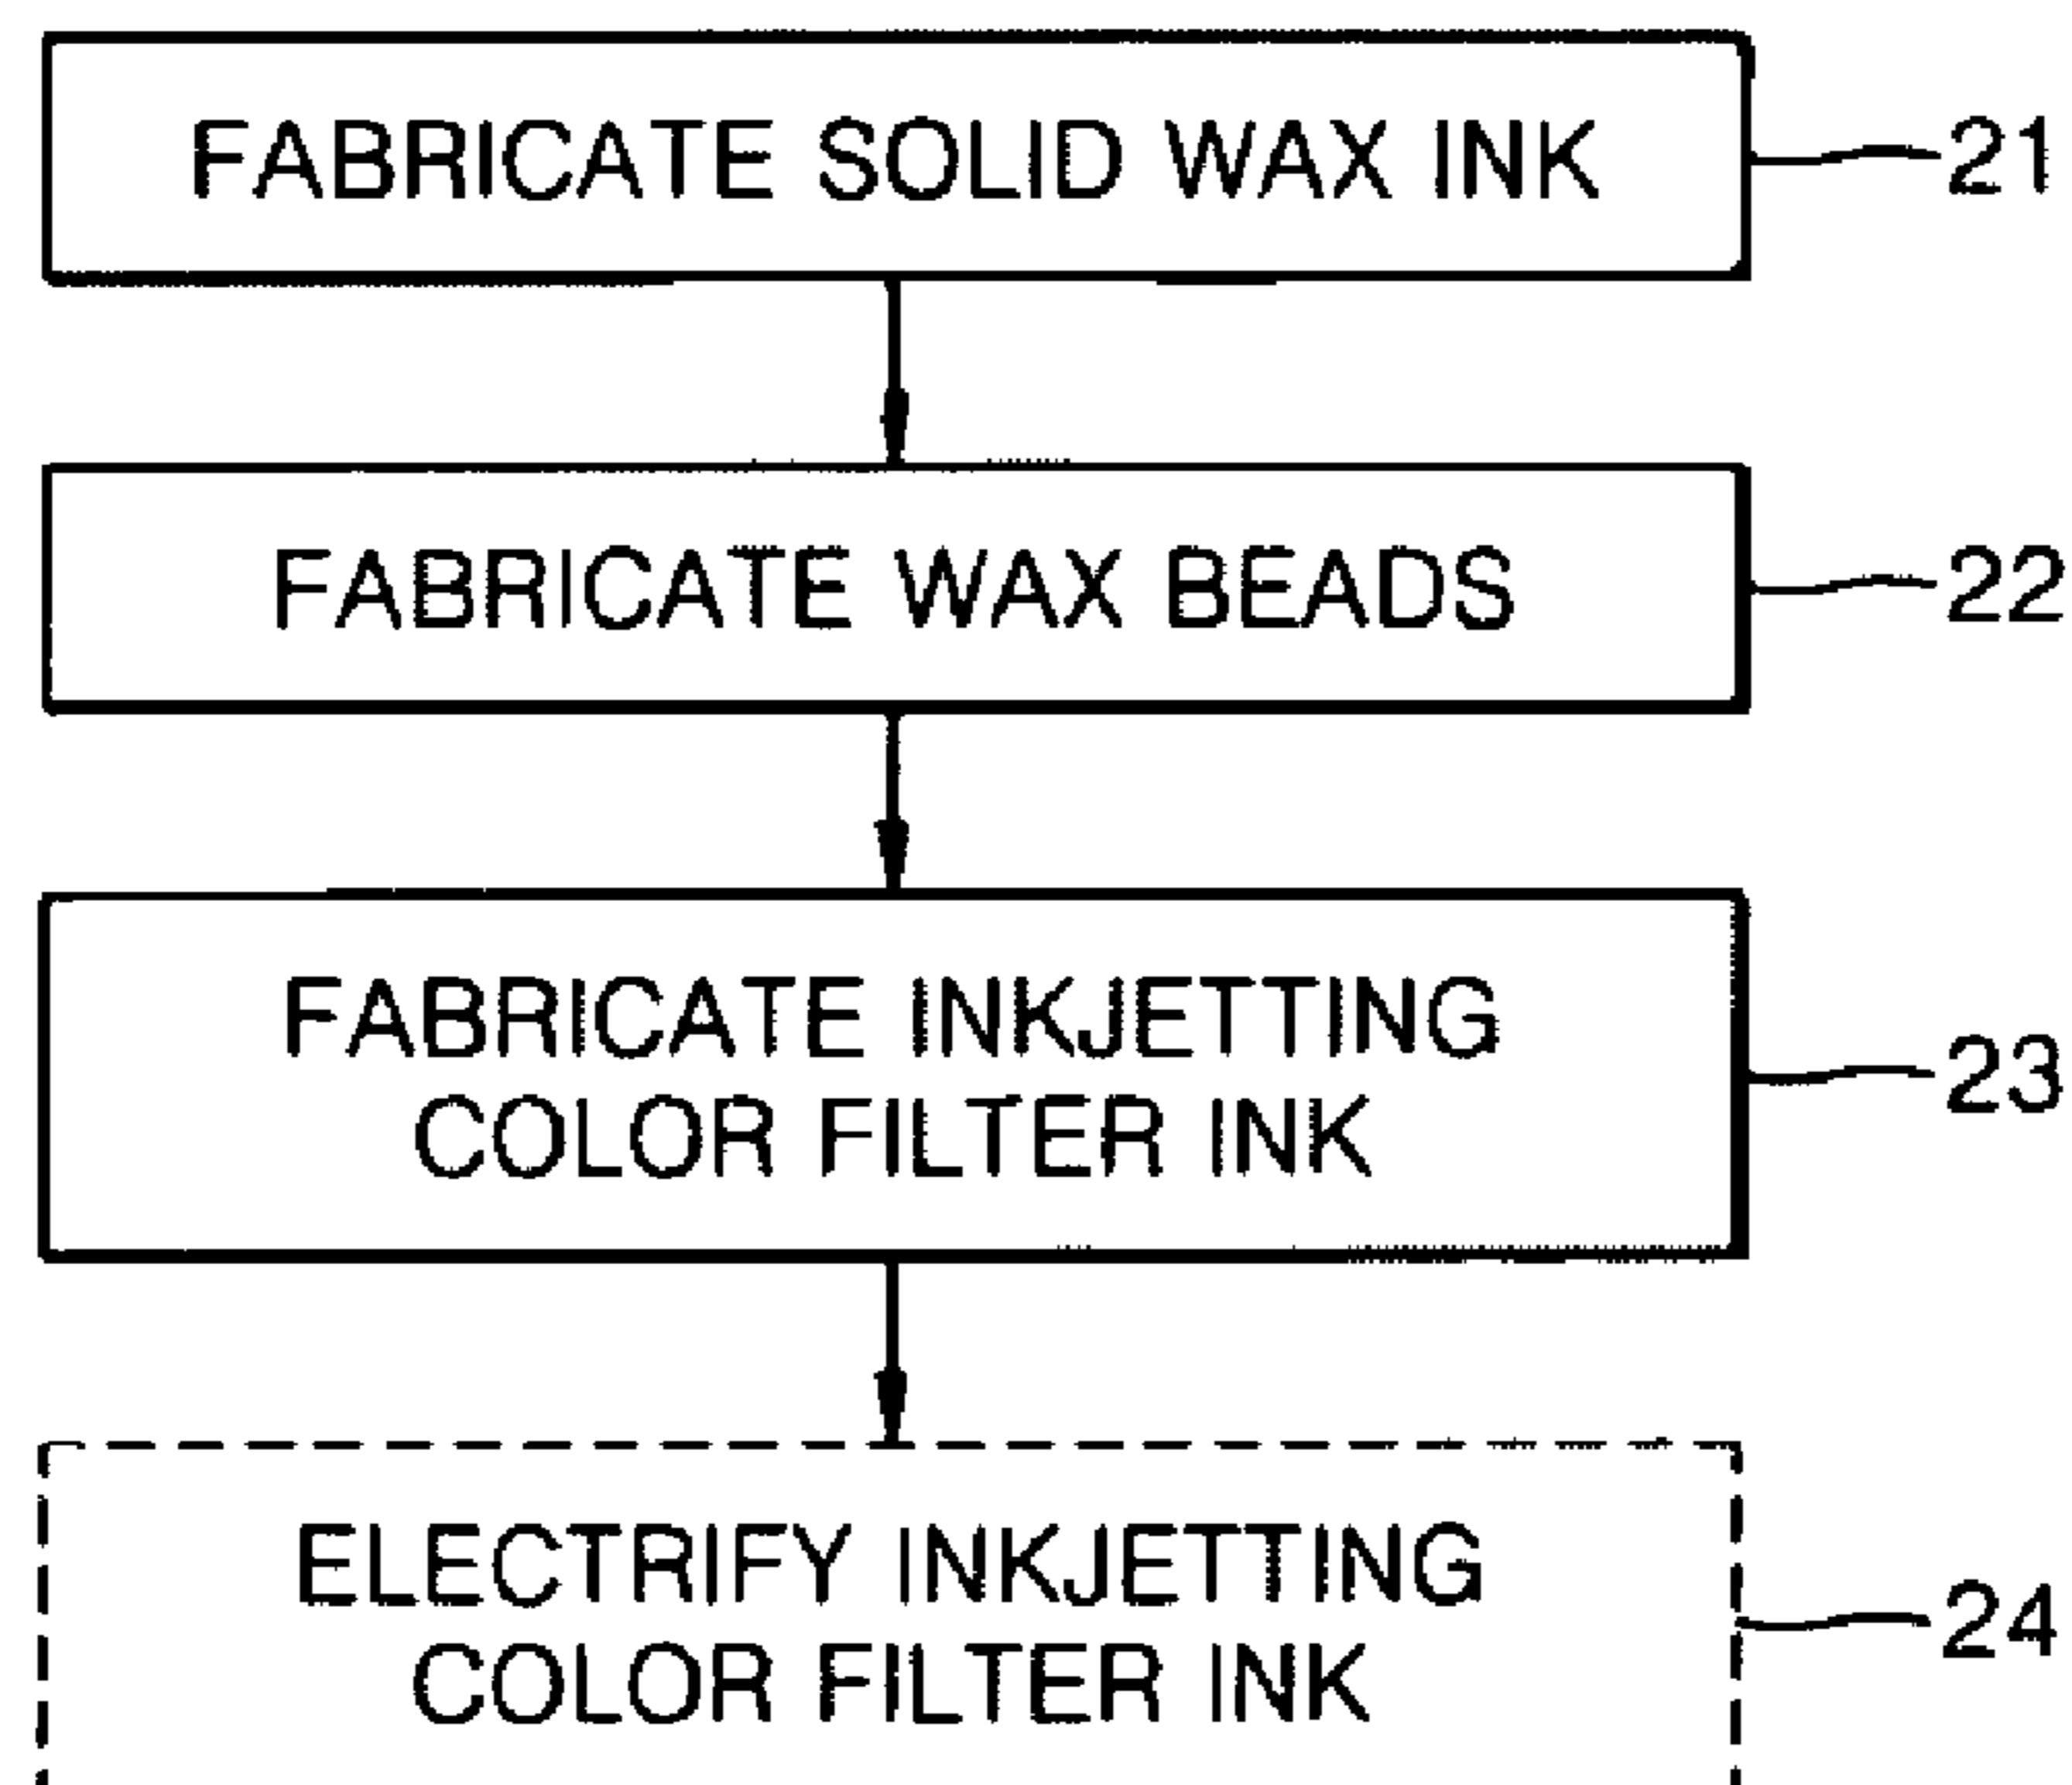 FABRICATE SOLID WAX INK 21
FABRICATE WAX BEADS 22
FABRICATE INKJETTING
COLOR FILTER INK
23
ELECTRIFY INKJETTING
COLOR FILTER INK
24